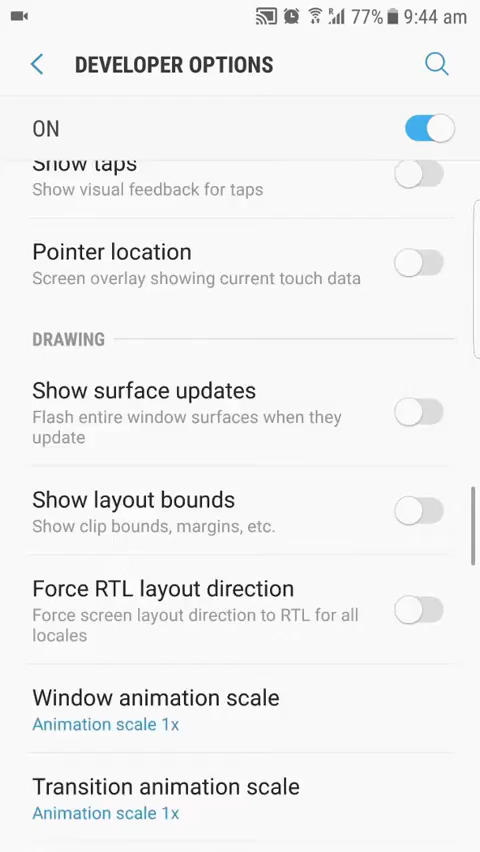 77% 9:44 am
DEVELOPER OPTIONS
ON
Show taps
Show visual feedback for taps
Pointer location
Screen overlay showing current touch data
DRAWING
Show surface updates
Flash entire window surfaces when they
update
Show layout bounds
Show clip bounds, margins, etc.
Force RTL layout direction
Force screen layout direction to RTL for all
locales
Window animation scale
Animation scale 1x
Transition animation scale
Animation scale 1x